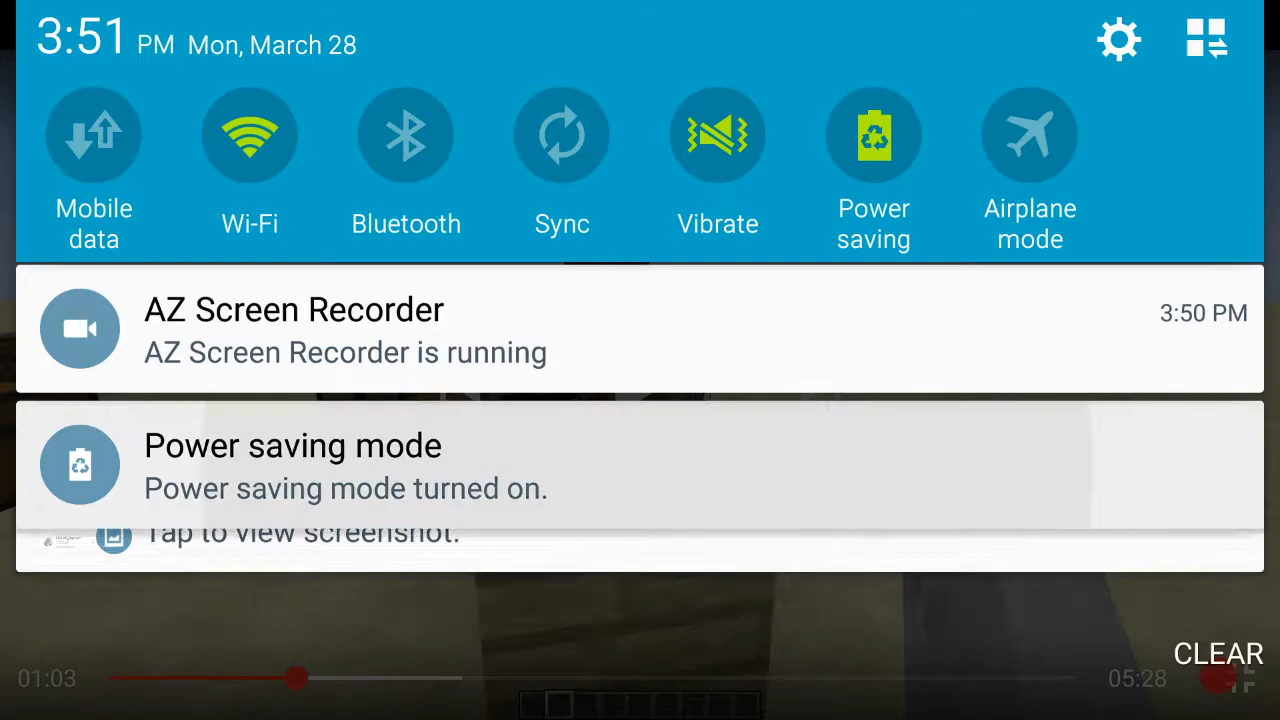 3:51 PM Mon, March 28
Mobile data
Wi-Fi
Bluetooth
Sync
Vibrate
Power saving
Airplane mode
AZ Screen Recorder
3:50 PM
AZ Screen Recorder is running
Power saving mode
Power saving mode turned on.
Tap to view screenshot.
CLEAR
01:03
05:28